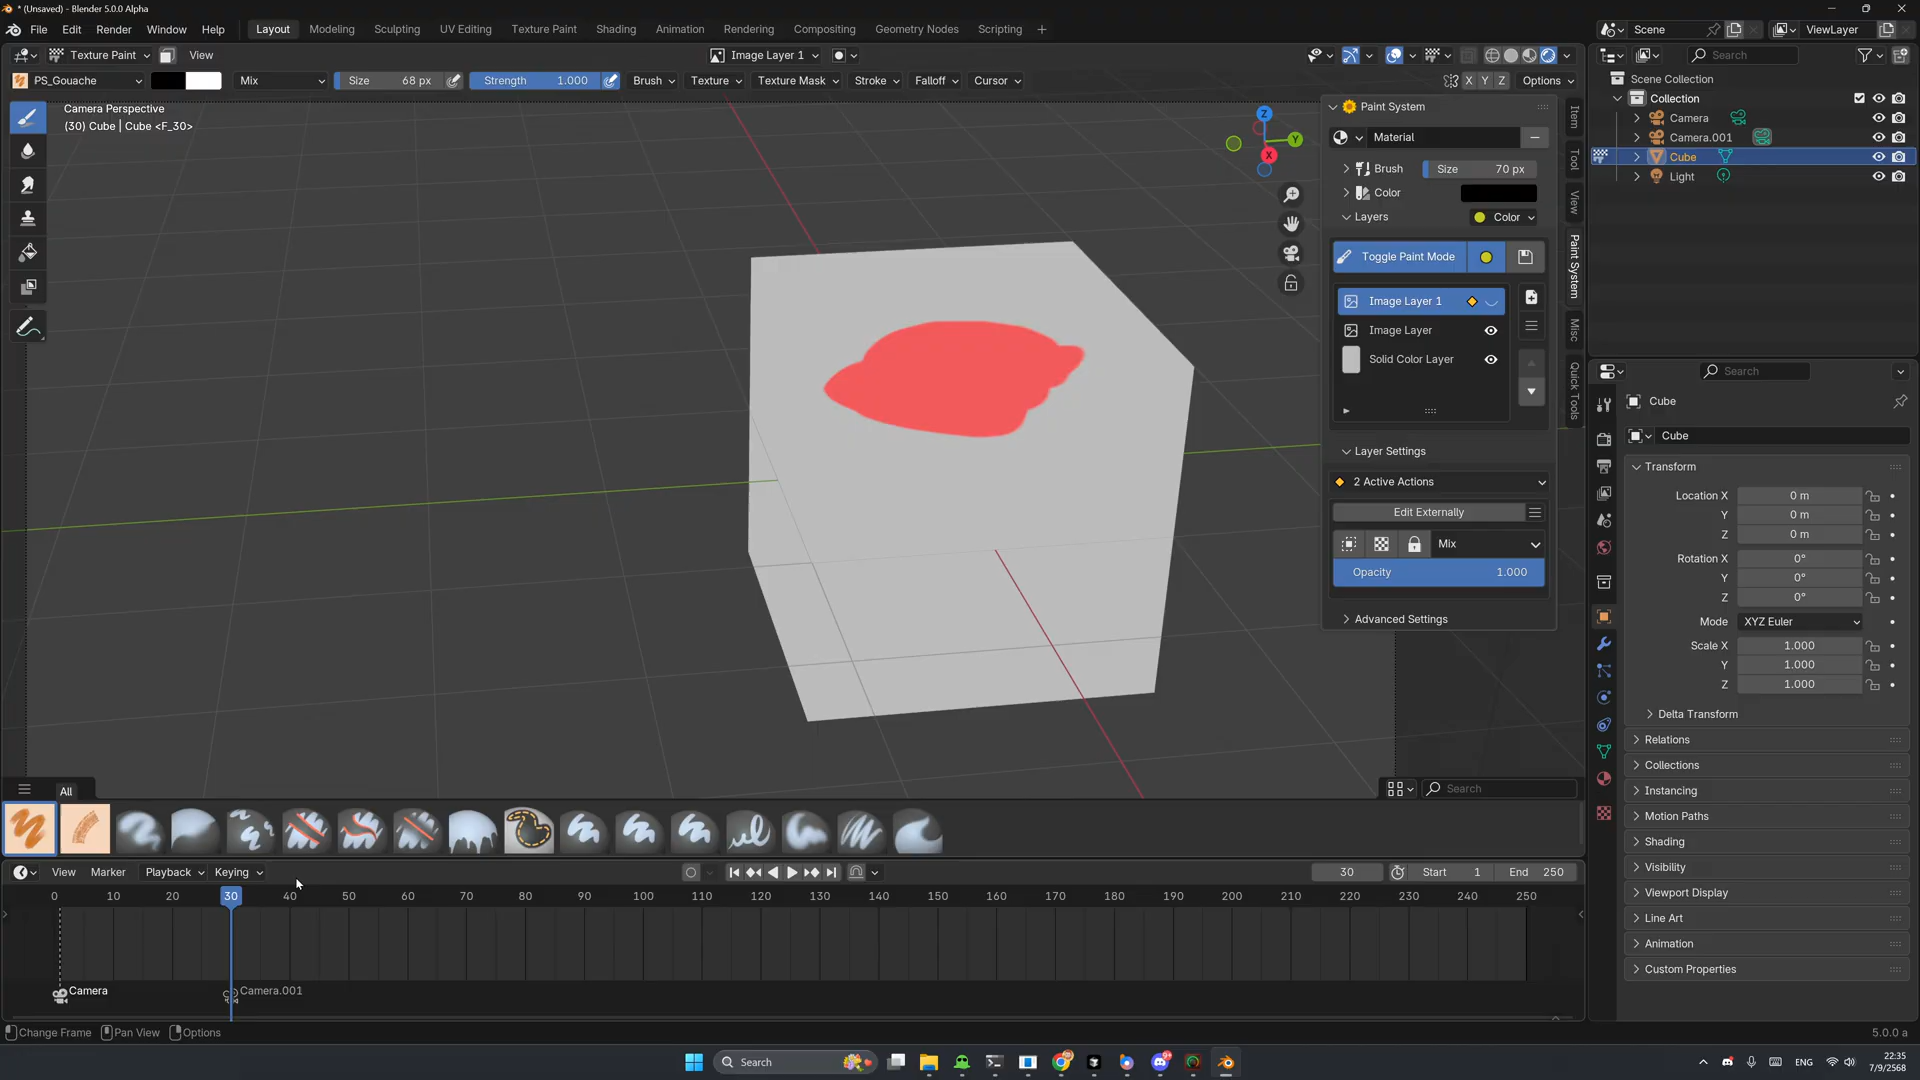 * (Unsaved) - Blender 5.0.0 Alpha
File Edit Render Window Help Layout Modeling Sculpting UV Editing Texture Paint Shading Animation Rendering Compositing Geometry Nodes Scripting + Scene ViewLayer
Texture Paint View Image Layer 1 Search
PS_Gouache Mix Size 68 px Strength 1.000 Brush Texture Texture Mask Stroke Falloff Cursor X Y Z Options
Camera Perspective
(30) Cube | Cube <F_30>
Z
Y
X
Paint System
Material
Brush Size 70 px
Color
Layers Color
Toggle Paint Mode
Image Layer 1
Image Layer
Solid Color Layer
Layer Settings
2 Active Actions
Edit Externally
Mix
Opacity 1.000
Advanced Settings
Item
Tool
View
Paint System
Misc
Quick Tools
Scene Collection
Collection
Camera
Camera.001
Cube
Light
Search
Cube
Cube
Transform
Location X 0 m
Y 0 m
Z 0 m
Rotation X 0°
Y 0°
Z 0°
Mode XYZ Euler
Scale X 1.000
Y 1.000
Z 1.000
Delta Transform
Relations
Collections
Instancing
Motion Paths
Shading
Visibility
Viewport Display
Line Art
Animation
Custom Properties
All Search
View Marker Playback Keying 30 Start 1 End 250
0 10 20 30 40 50 60 70 80 90 100 110 120 130 140 150 160 170 180 190 200 210 220 230 240 250
Camera Camera.001
Change Frame Pan View Options 5.0.0 a
Search ENG 22:35
7/9/2568